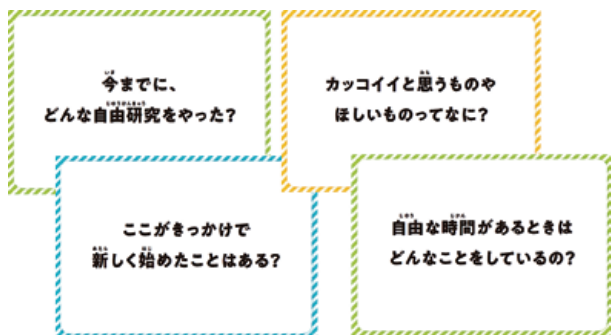 今までに、
どんな自由研究をやった?
カッコイイと思うものや
ほしいものってなに?
ここがきっかけで
新しく始めたことはある?
自由な時間があるときは
どんなことをしているの?